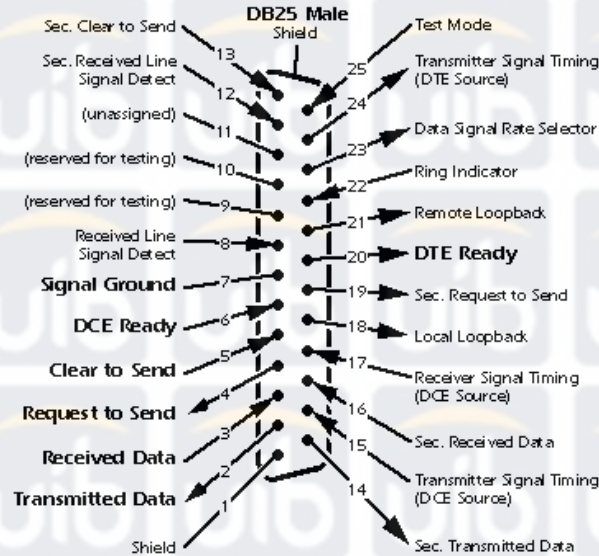 DB25 Male
Shield
Sec. Clear to Send
13
Sec. Received Line
Signal Detect
12
(unassigned)
11
(reserved for testing)
10
(reserved for testing)
9
Received Line
Signal Detect
8
Signal Ground
7
DCE Ready
6
Clear to Send
5
Request to Send
4
Received Data
3
Transmitted Data
2
Shield
1
Test Mode
25
Transmitter Signal Timing
(DTE Source)
24
Data Signal Rate Selector
23
Ring Indicator
22
Remote Loopback
21
DTE Ready
20
Sec. Request to Send
19
Local Loopback
18
Receiver Signal Timing
(DCE Source)
17
Sec. Received Data
16
Transmitter Signal Timing
(DCE Source)
15
Sec. Transmitted Data
14